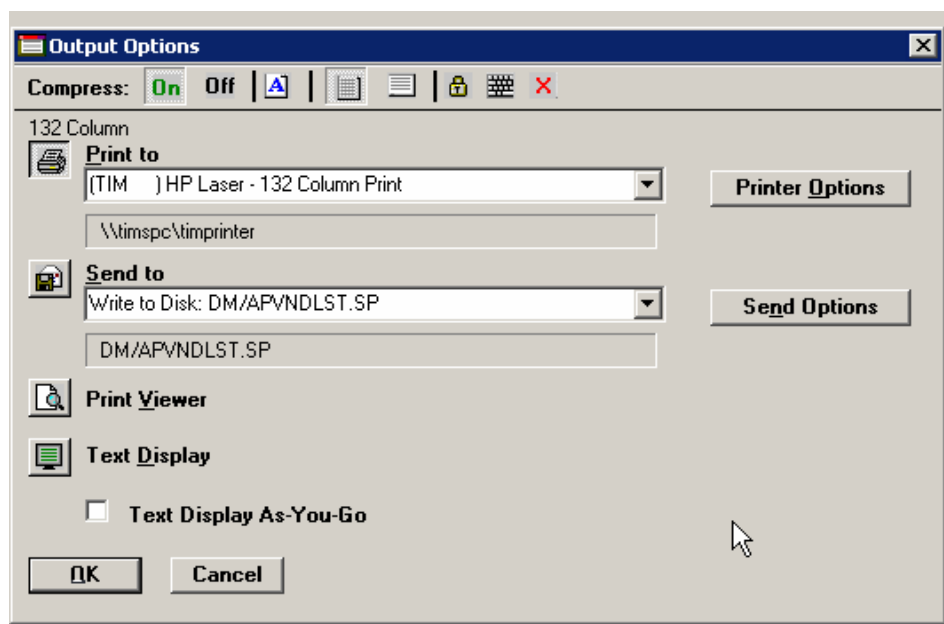 Output Options
Compress: On Off A
132 Column
Print to
(TIM ) HP Laser - 132 Column Print
Printer Options
\\timspc\timprinter
Send to
Write to Disk: DM/APVNDLST.SP
Send Options
DM/APVNDLST.SP
Print Viewer
Text Display
Text Display As-You-Go
OK Cancel